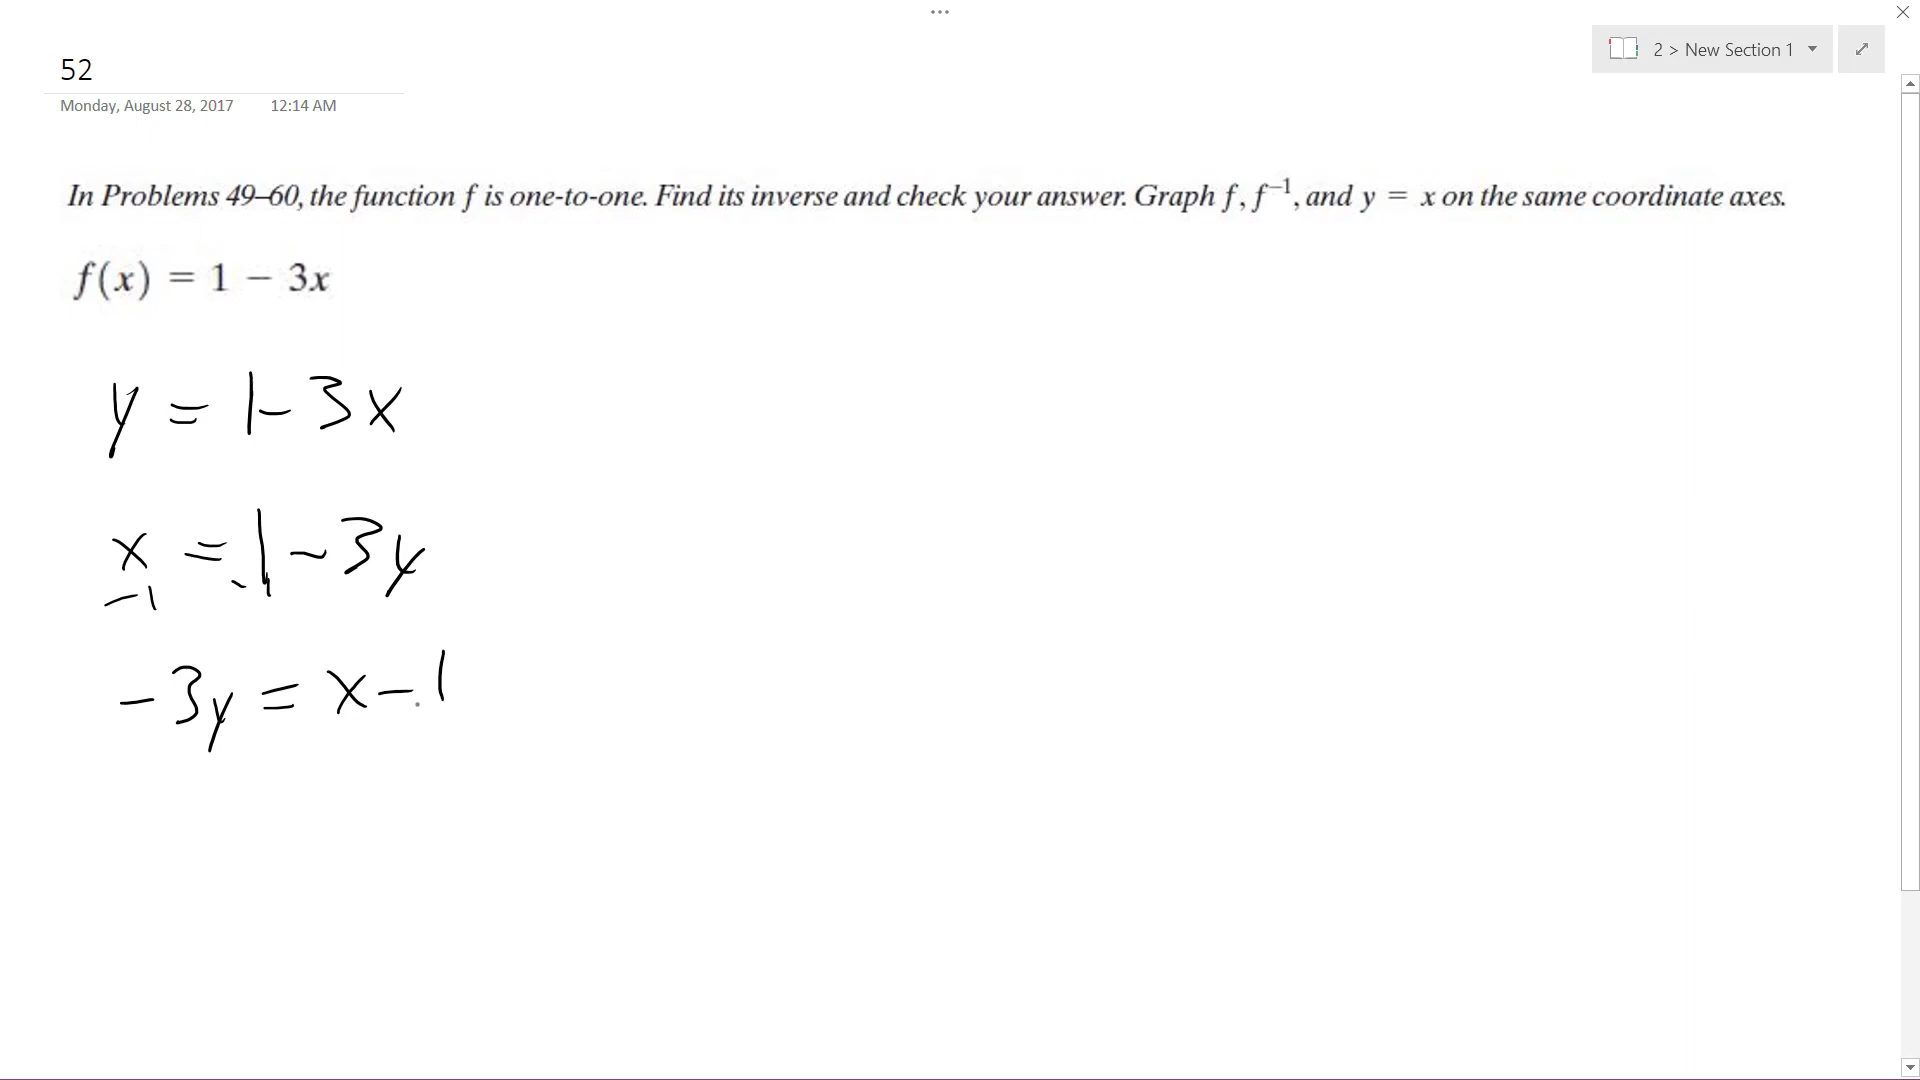 52
2 > New Section 1
Monday, August 28, 2017 12:14 AM
In Problems 49–60, the function f is one-to-one. Find its inverse and check your answer. Graph f, f⁻¹, and y = x on the same coordinate axes.
f(x) = 1 − 3x
y = 1 - 3x
x = 1 - 3y
-1 -1
-3y = x - 1